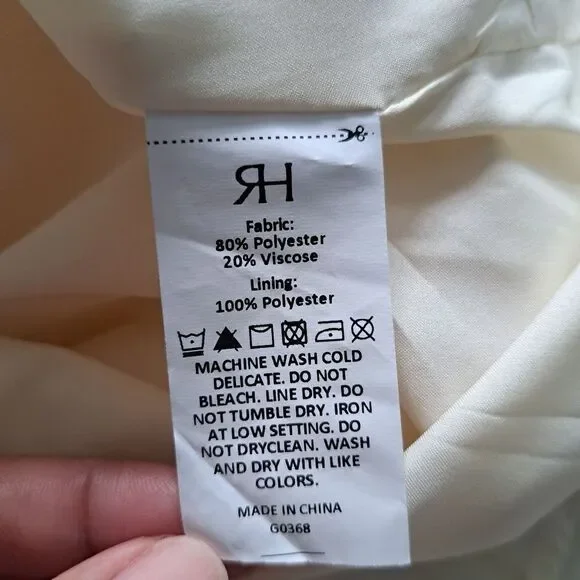 RH
Fabric:
80% Polyester
20% Viscose
Lining:
100% Polyester
MACHINE WASH COLD
DELICATE. DO NOT
BLEACH. LINE DRY. DO
NOT TUMBLE DRY. IRON
AT LOW SETTING. DO
NOT DRYCLEAN. WASH
AND DRY WITH LIKE
COLORS.
MADE IN CHINA
G0368